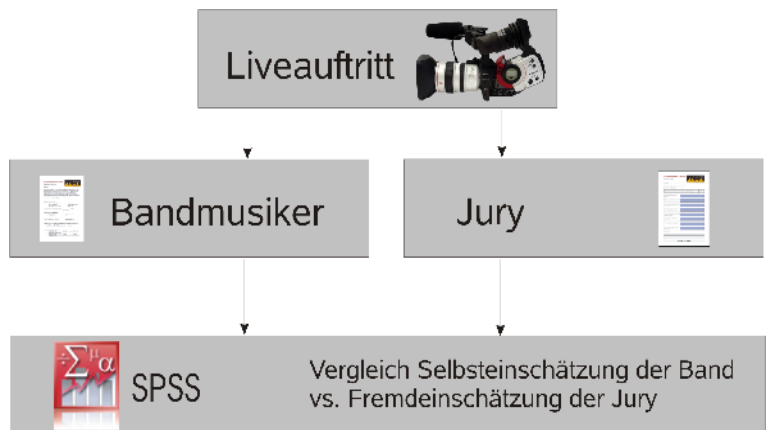 Liveauftritt
Bandmusiker
Jury
SPSS
Vergleich Selbsteinschätzung der Band
vs. Fremdeinschätzung der Jury